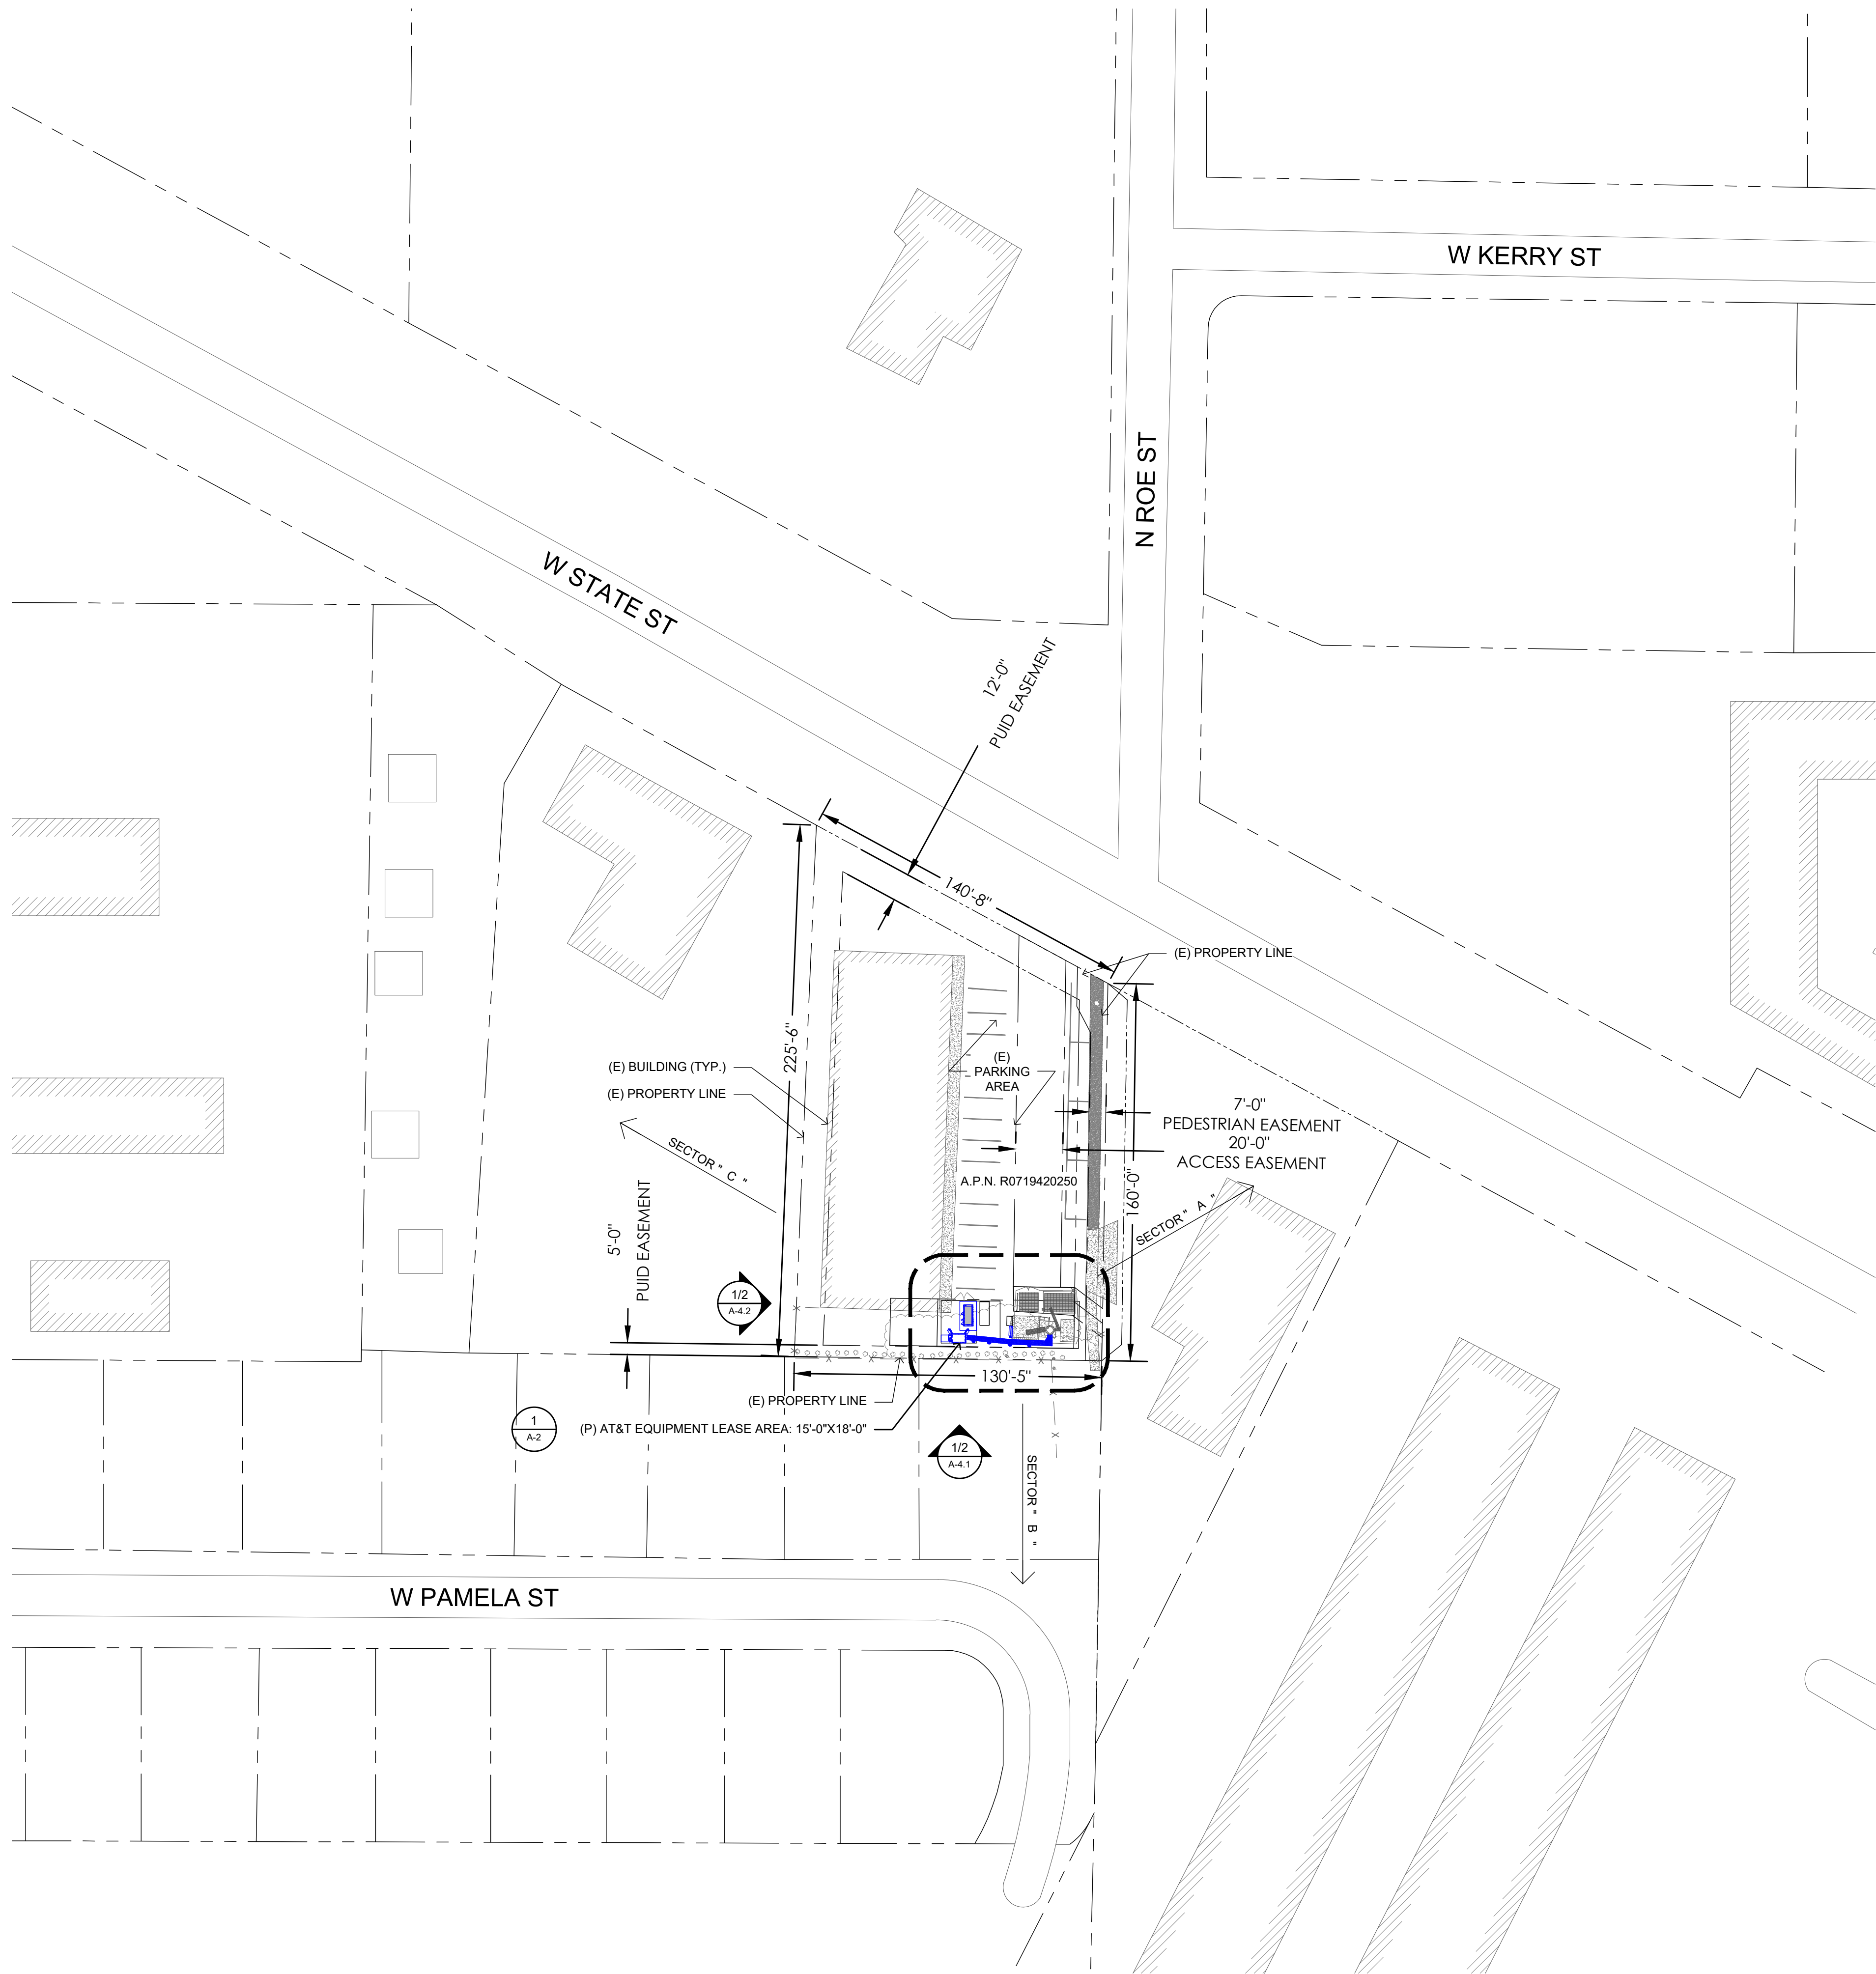 W KERRY ST
N ROE ST
W STATE ST
12'-0"
PUID EASEMENT
140'-8"
(E) PROPERTY LINE
225'-6"
(E) BUILDING (TYP.)
(E) PROPERTY LINE
(E)
PARKING
AREA
7'-0"
PEDESTRIAN EASEMENT
20'-0"
ACCESS EASEMENT
SECTOR " C "
A.P.N. R0719420250
160'-0"
SECTOR " A "
5'-0"
PUID EASEMENT
1/2
A-4.2
130'-5"
(E) PROPERTY LINE
(P) AT&T EQUIPMENT LEASE AREA: 15'-0"X18'-0"
1
A-2
1/2
A-4.1
SECTOR " B "
W PAMELA ST